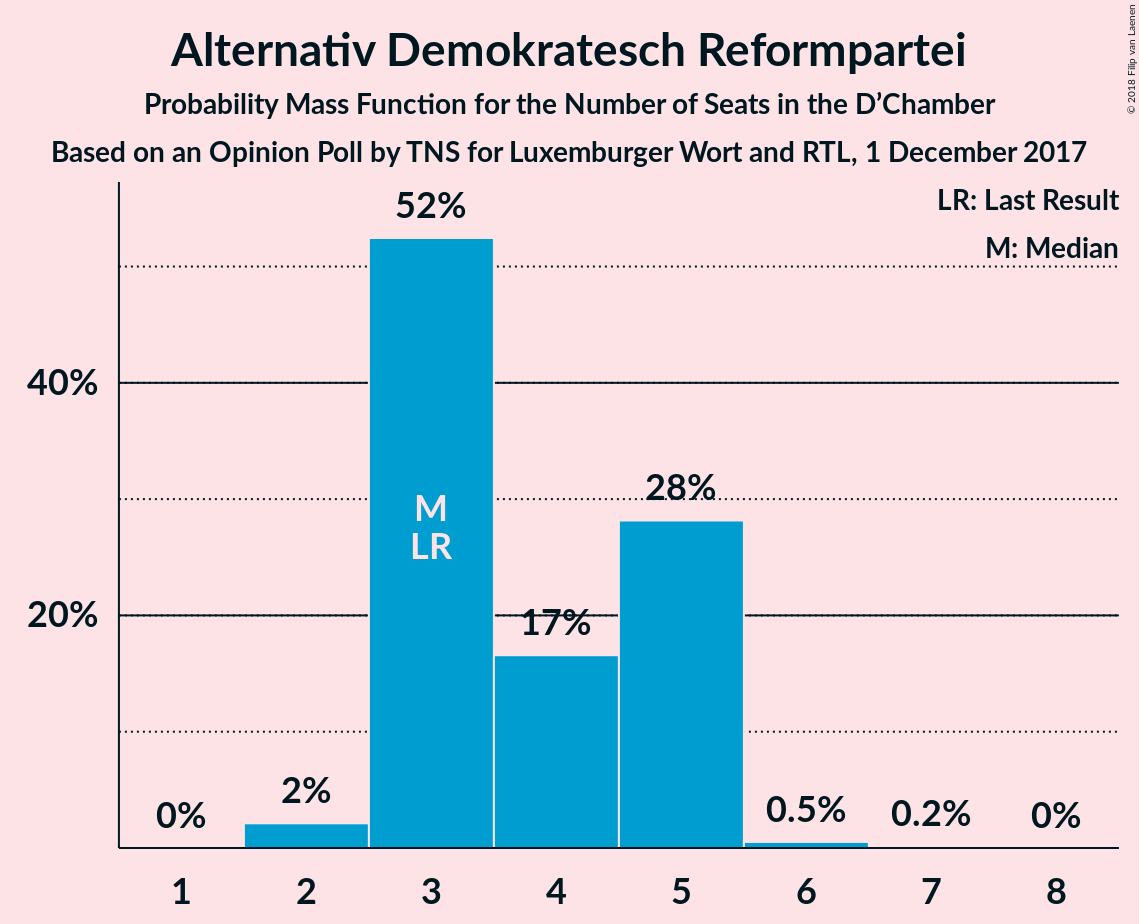 Alternativ Demokratesch Reformpartei
Probability Mass Function for the Number of Seats in the D’Chamber
Based on an Opinion Poll by TNS for Luxemburger Wort and RTL, 1 December 2017
© 2018 Filip van Laenen
LR: Last Result
M: Median
52%
40%
28%
M
LR
20%
17%
2%
0%
0.5%
0.2%
0%
1 2 3 4 5 6 7 8